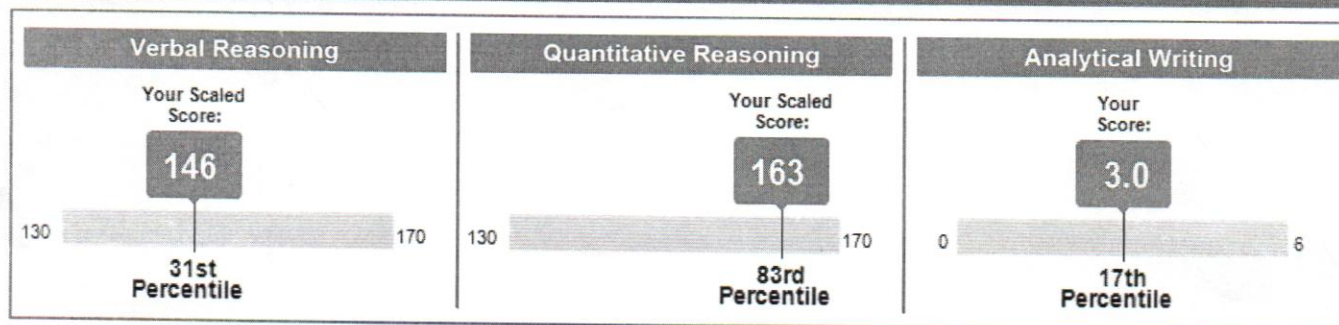 Verbal Reasoning
Your Scaled
Score:
146
130
170
31st
Percentile
Quantitative Reasoning
Your Scaled
Score:
163
130
170
83rd
Percentile
Analytical Writing
Your
Score:
3.0
0
6
17th
Percentile